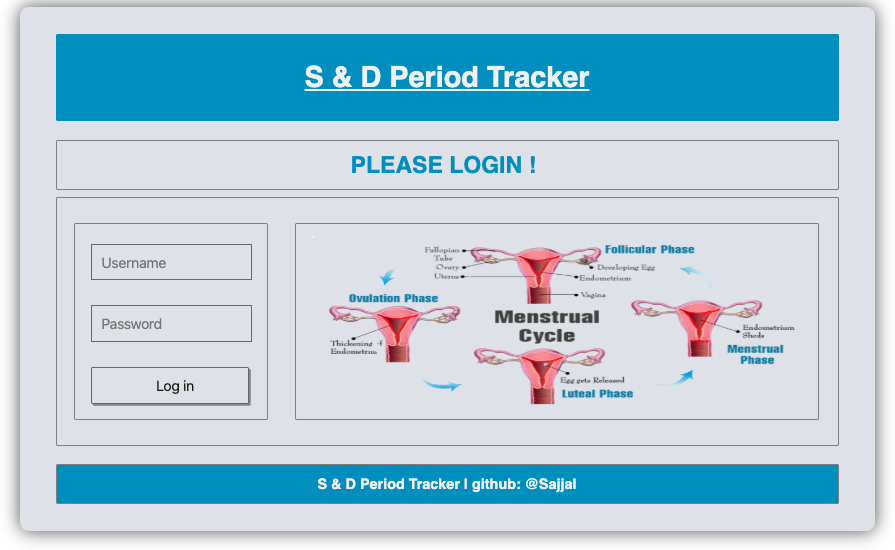 S & D Period Tracker
PLEASE LOGIN !
Username
Password
Log in
Fallopian
Tube
Ovary
Uterus
Follicular Phase
Developing Egg
Endometrium
Vagina
Ovulation Phase
Thickening of
Endometrium
Menstrual
Cycle
Endometrium
Sheds
Menstrual
Phase
Egg gets Released
Luteal Phase
S & D Period Tracker | github: @Sajjal